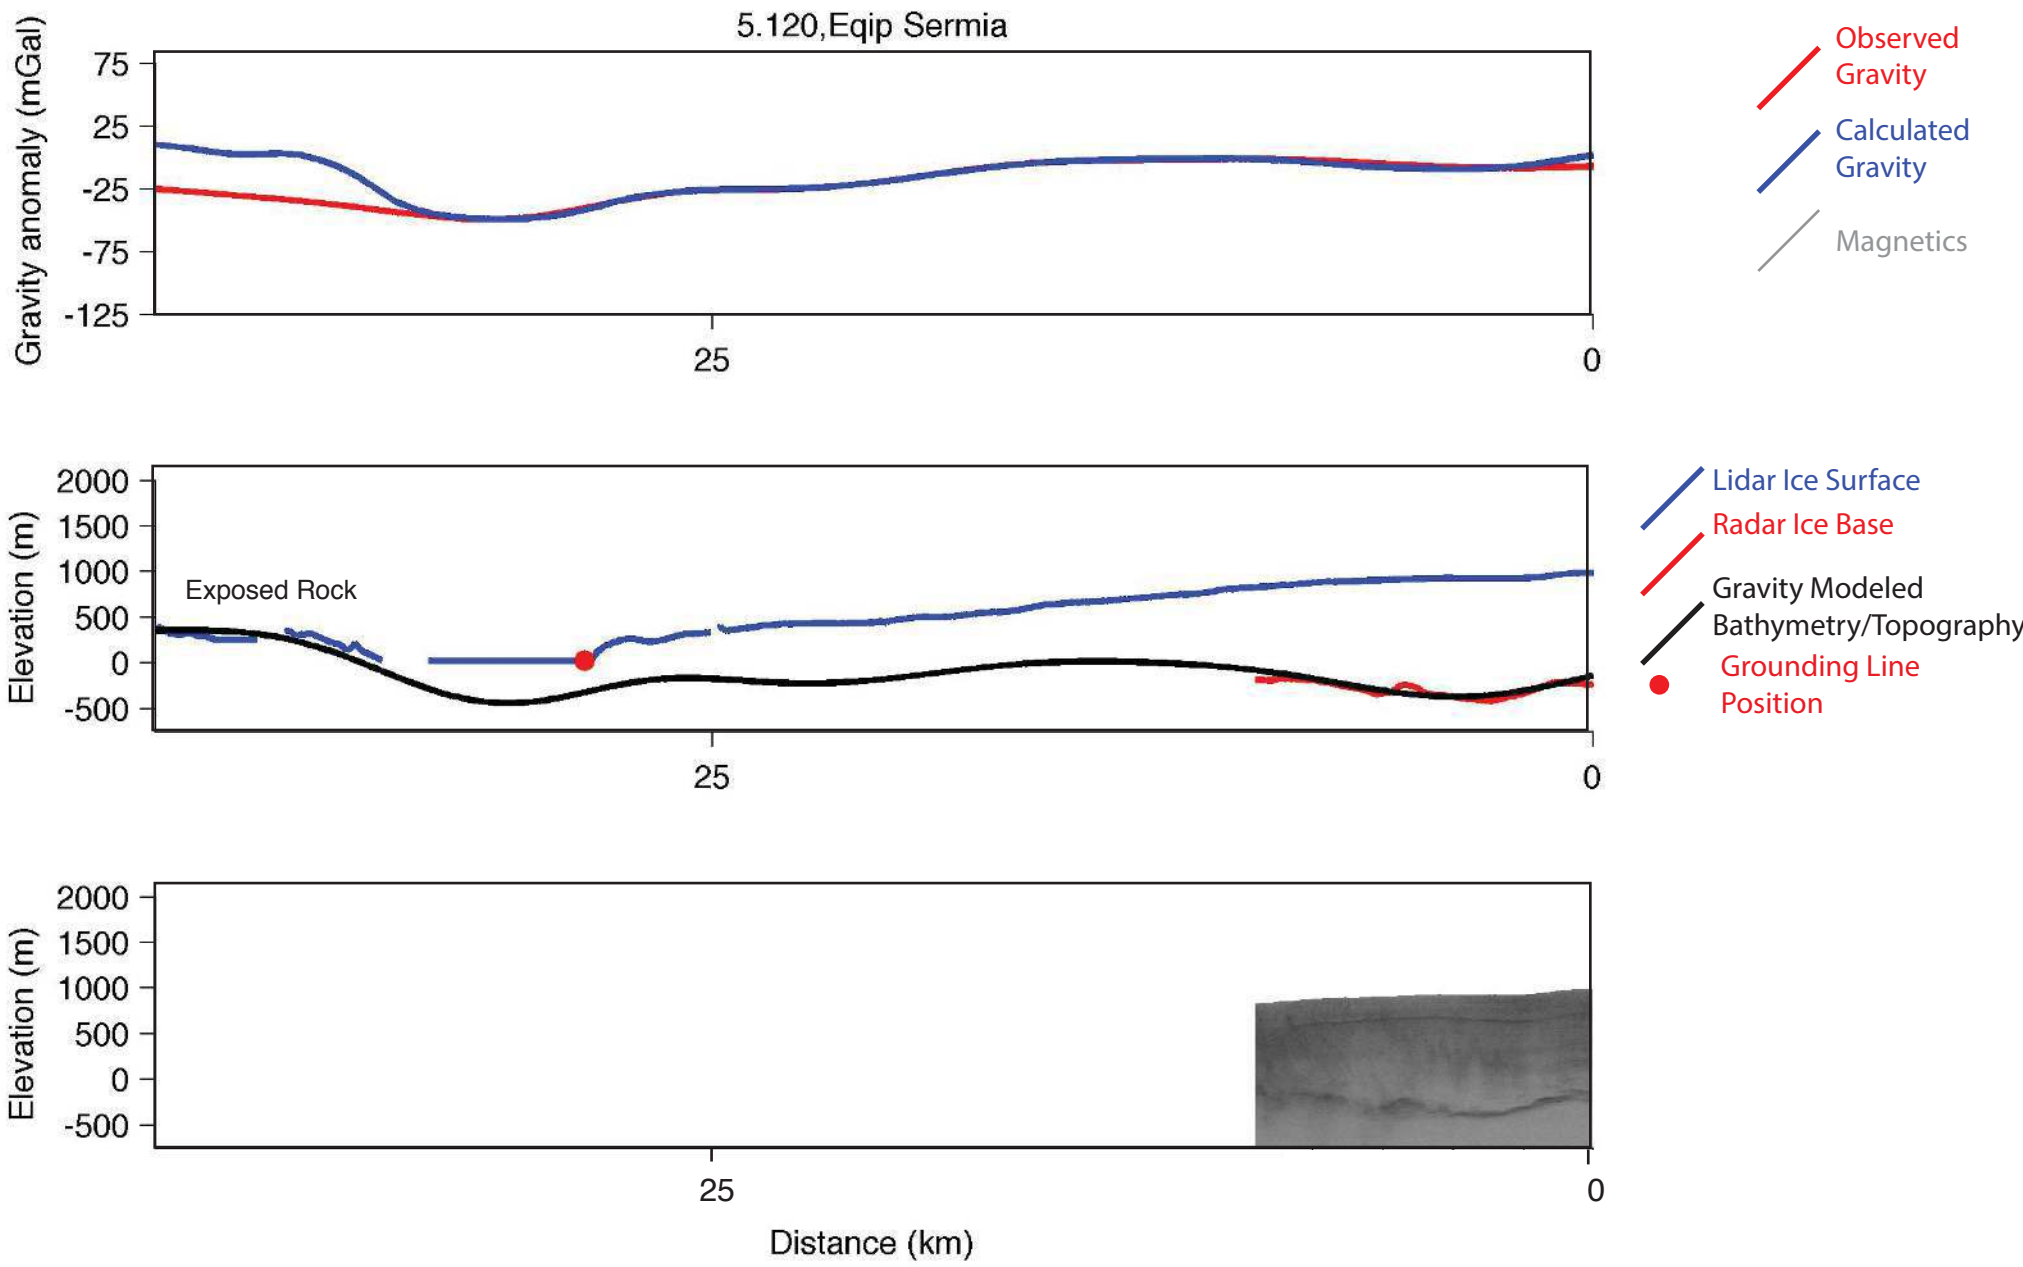 5.120,Eqip Sermia
Gravity anomaly (mGal)
75
25
-25
-75
-125
25
0
Observed
Gravity
Calculated
Gravity
Magnetics
Elevation (m)
2000
1500
1000
500
0
-500
Exposed Rock
25
0
Lidar Ice Surface
Radar Ice Base
Gravity Modeled
Bathymetry/Topography
Grounding Line
Position
Elevation (m)
2000
1500
1000
500
0
-500
25
0
Distance (km)